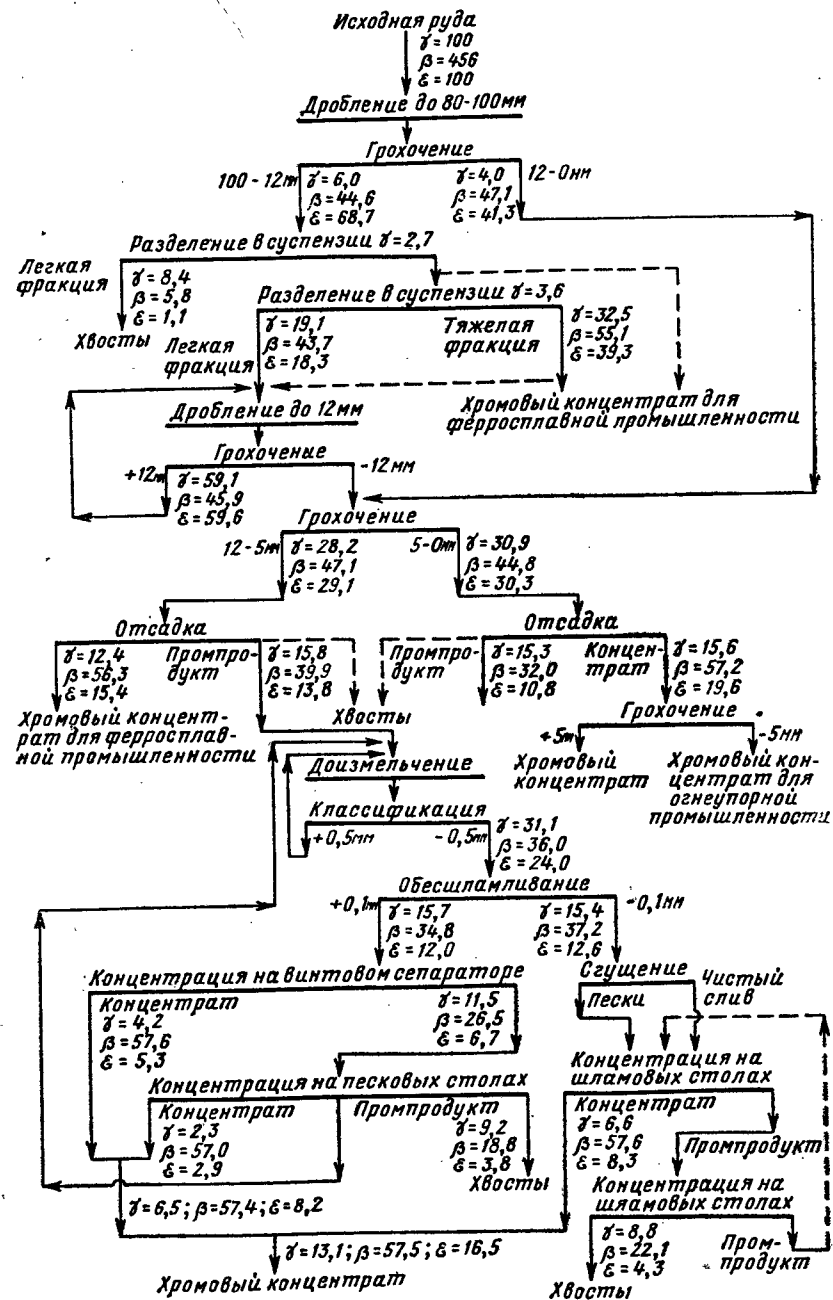 Исходная руда
γ=100
β=456
ε=100
Дробление до 80-100мм
Грохочение
100-12мм
γ=6,0
β=44,6
ε=68,7
γ=4,0
β=47,1
ε=41,3
12-0мм
Разделение в суспензии γ=2,7
Легкая
фракция
γ=8,4
β=5,8
ε=1,1
Хвосты
Разделение в суспензии γ=3,6
Легкая
фракция
γ=19,1
β=43,7
ε=18,3
Тяжелая
фракция
γ=32,5
β=55,1
ε=39,3
Хромовый концентрат для
ферросплавной промышленности
Дробление до 12мм
Грохочение
+12мм
γ=59,1
β=45,9
ε=59,6
-12мм
Грохочение
12-5мм
γ=28,2
β=47,1
ε=29,1
5-0мм
γ=30,9
β=44,8
ε=30,3
Отсадка
γ=12,4
β=56,3
ε=15,4
Промпро-
дукт
γ=15,8
β=39,9
ε=13,8
Хромовый концент-
рат для ферросплав-
ной промышленности
Хвосты
Отсадка
Промпро-
дукт
γ=15,3
β=32,0
ε=10,8
Концен-
трат
γ=15,6
β=57,2
ε=19,6
Грохочение
+5м
-5мм
Хромовый
концентрат
Хромовый кон-
центрат для
огнеупорной
промышленности
Доизмельчение
Классификация
+0,5мм
-0,5мм
γ=31,1
β=36,0
ε=24,0
Обесшламливание
+0,1м
γ=15,7
β=34,8
ε=12,0
γ=15,4
β=37,2
ε=12,6
-0,1мм
Концентрация на винтовом сепараторе
Концентрат
γ=4,2
β=57,6
ε=5,3
γ=11,5
β=26,5
ε=6,7
Сгущение
Пески
Чистый
слив
Концентрация на песковых столах
Концентрат
γ=2,3
β=57,0
ε=2,9
Промпродукт
γ=9,2
β=18,8
ε=3,8
Хвосты
Концентрация на
шламовых столах
Концентрат
γ=6,6
β=57,6
ε=8,3
Промпродукт
Концентрация на
шламовых столах
γ=8,8
β=22,1
ε=4,3
Пром-
продукт
Хвосты
γ=6,5; β=57,4; ε=8,2
γ=13,1; β=57,5; ε=16,5
Хромовый концентрат